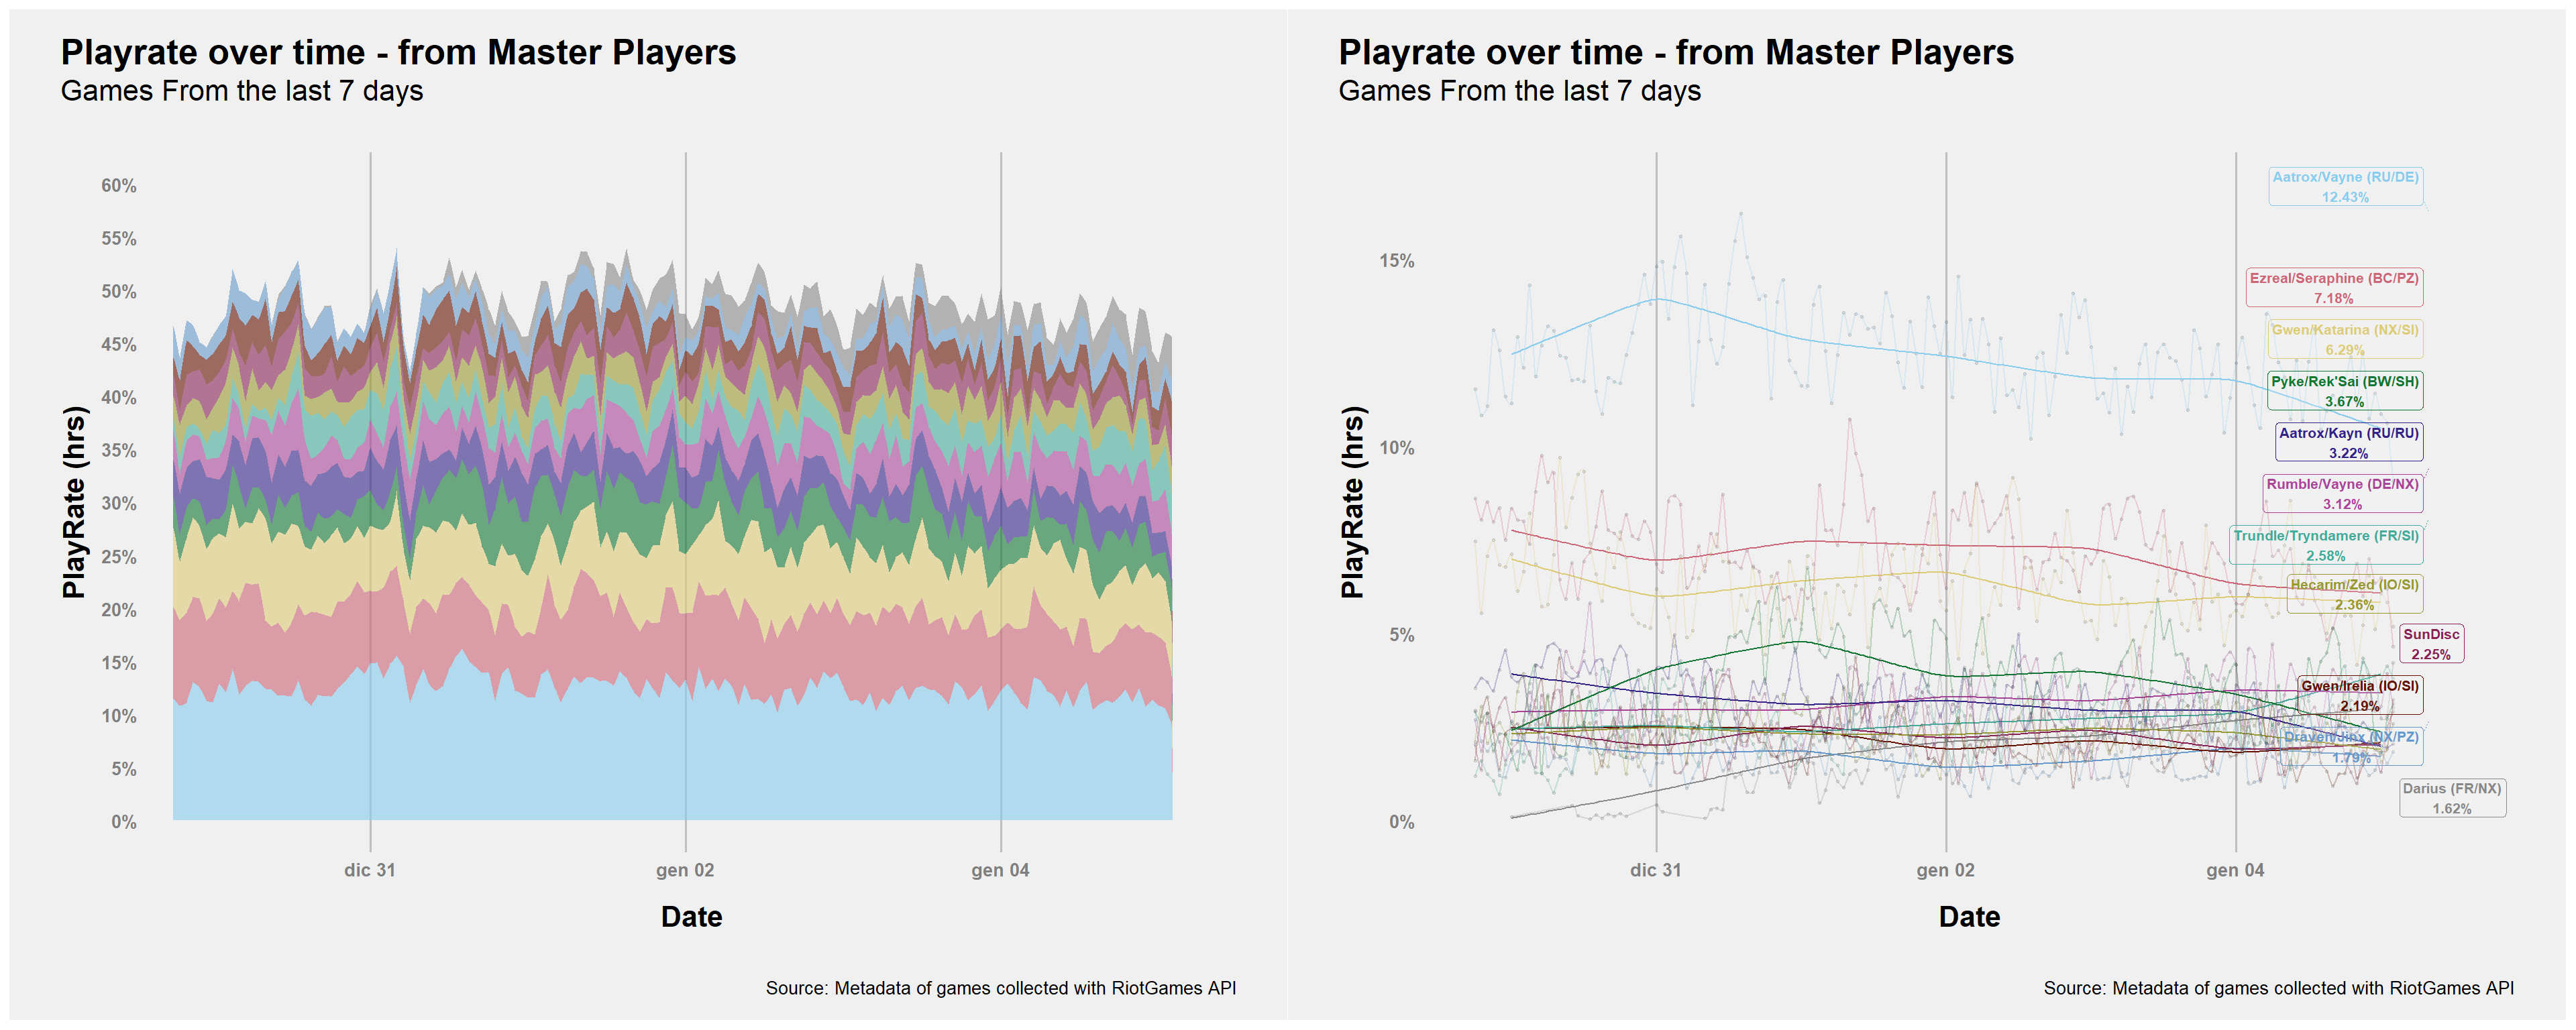 Playrate over time - from Master Players
Games From the last 7 days
60%
55%
50%
45%
40%
35%
30%
25%
20%
15%
10%
5%
0%
PlayRate (hrs)
dic 31
gen 02
gen 04
Date
Source: Metadata of games collected with RiotGames API
Playrate over time - from Master Players
Games From the last 7 days
15%
10%
5%
0%
PlayRate (hrs)
Aatrox/Vayne (RU/DE)
12.43%
Ezreal/Seraphine (BC/PZ)
7.18%
Gwen/Katarina (NX/SI)
6.29%
Pyke/Rek'Sai (BW/SH)
3.67%
Aatrox/Kayn (RU/RU)
3.22%
Rumble/Vayne (DE/NX)
3.12%
Trundle/Tryndamere (FR/SI)
2.58%
Hecarim/Zed (IO/SI)
2.36%
SunDisc
2.25%
Gwen/Irelia (IO/SI)
2.19%
Draven/Jinx (NX/PZ)
1.79%
Darius (FR/NX)
1.62%
dic 31
gen 02
gen 04
Date
Source: Metadata of games collected with RiotGames API